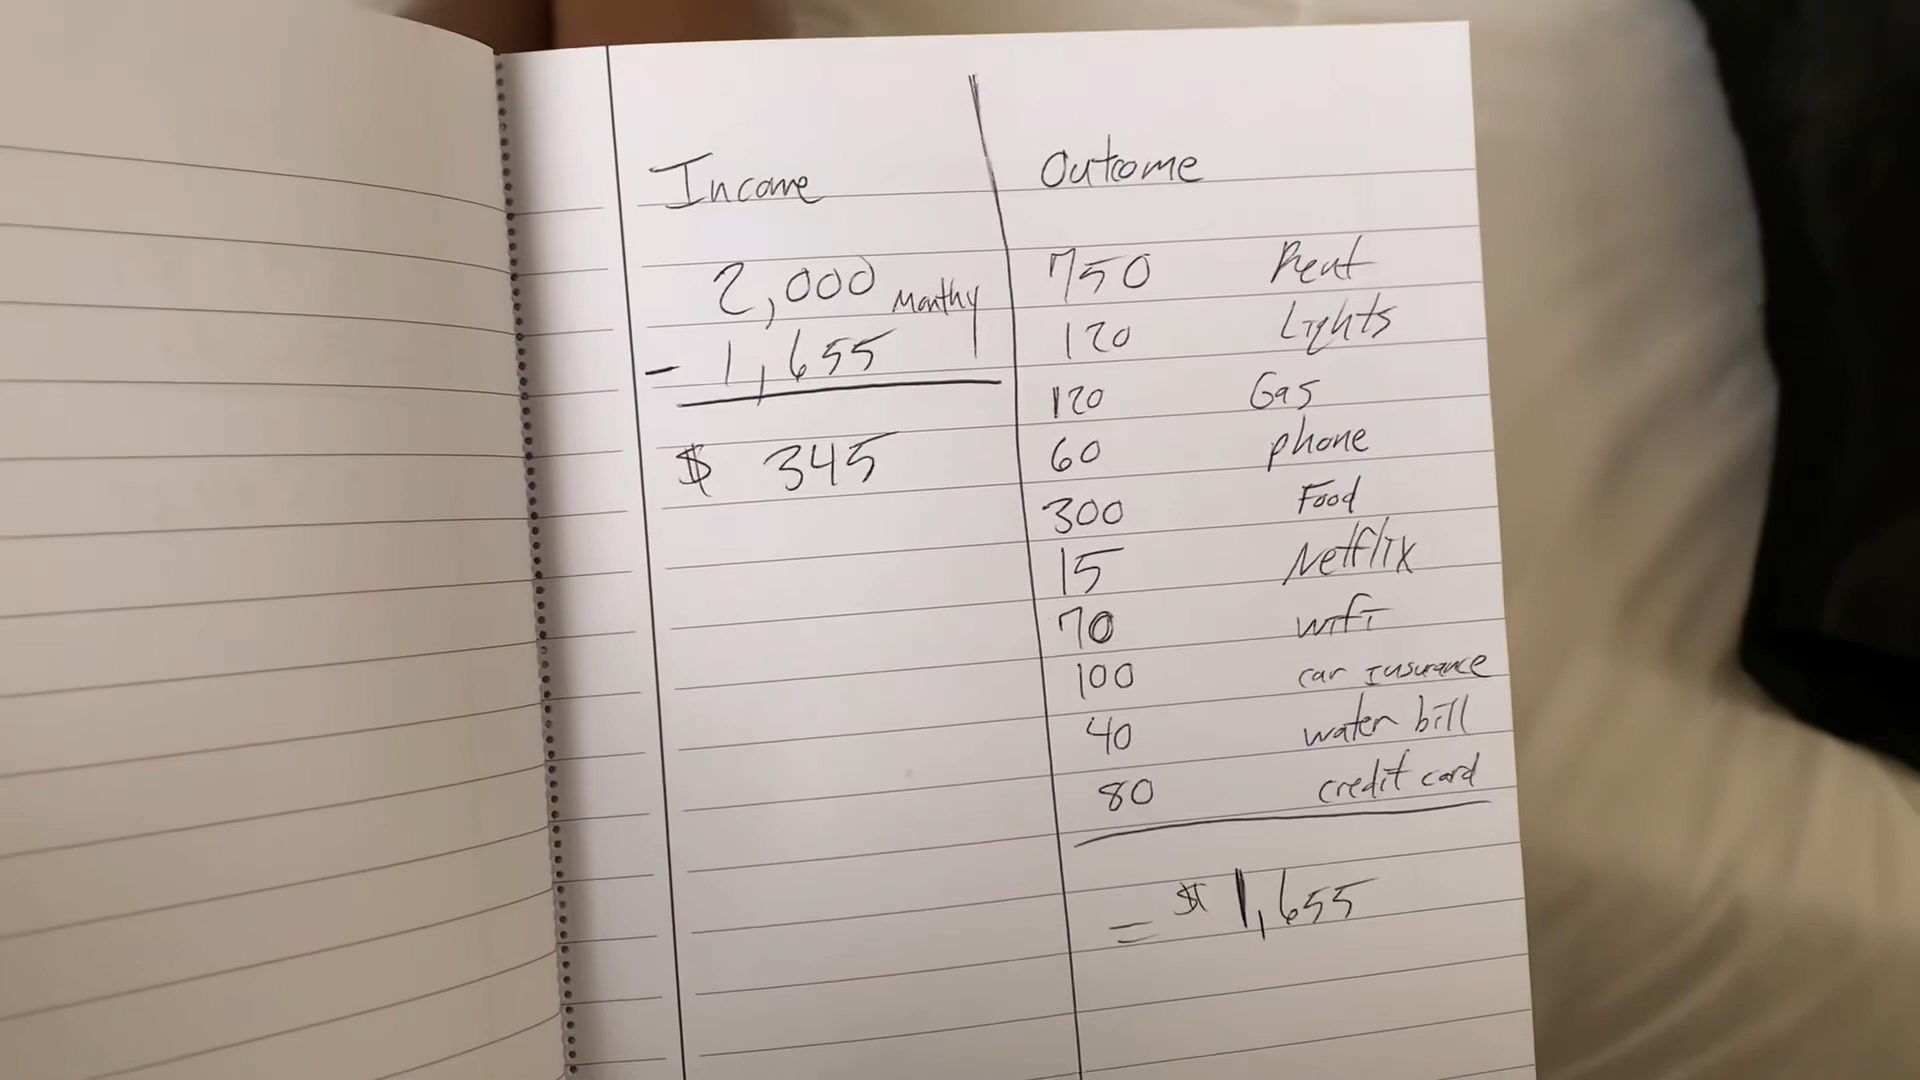 Income
2,000 Monthy
- 1,655
$ 345
Outcome
750 Rent
120 Lights
120 Gas
60 phone
300 Food
15 Netflix
70 wifi
100 car insurance
40 water bill
80 credit card
= $ 1,655